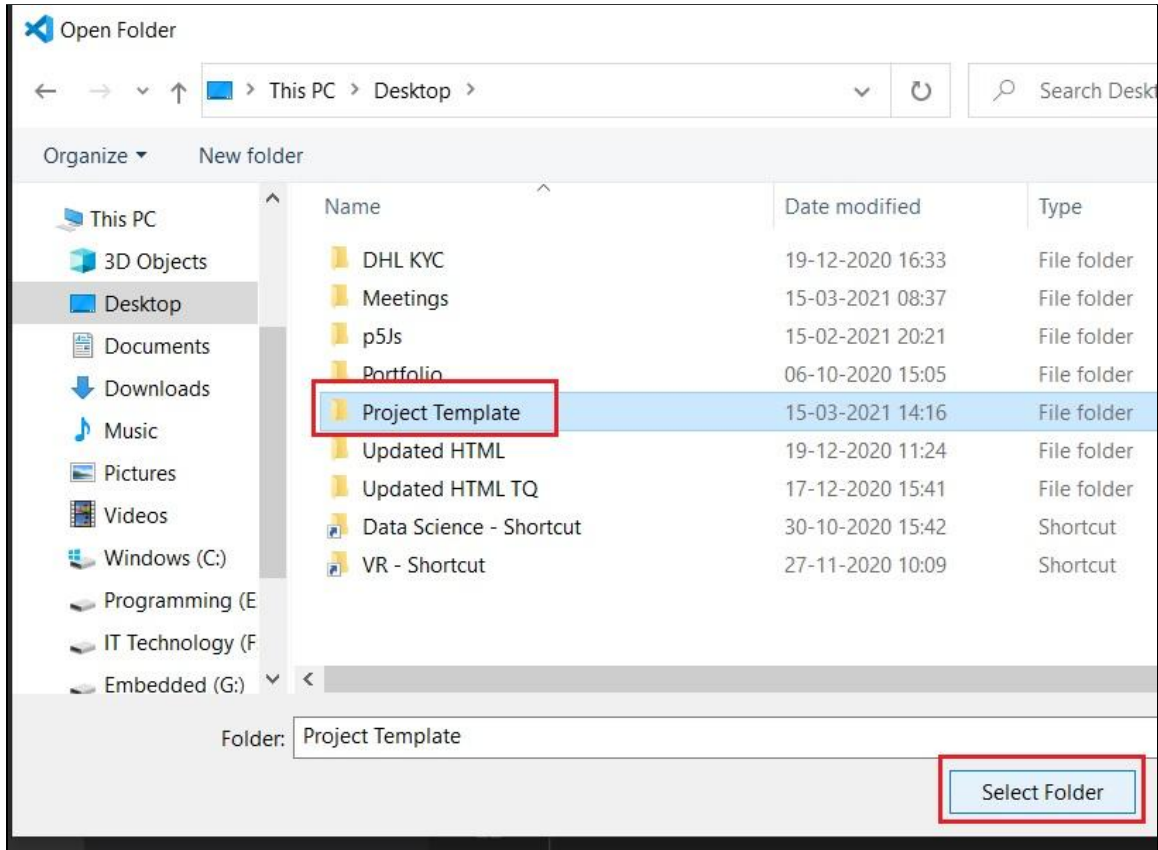 Open Folder
This PC > Desktop >
Search Deskt
Organize
New folder
Name
Date modified
Type
This PC
3D Objects
Desktop
Documents
Downloads
Music
Pictures
Videos
Windows (C:)
Programming (E
IT Technology (F
Embedded (G:)
DHL KYC 19-12-2020 16:33 File folder
Meetings 15-03-2021 08:37 File folder
p5Js 15-02-2021 20:21 File folder
Portfolio 06-10-2020 15:05 File folder
Project Template 15-03-2021 14:16 File folder
Updated HTML 19-12-2020 11:24 File folder
Updated HTML TQ 17-12-2020 15:41 File folder
Data Science - Shortcut 30-10-2020 15:42 Shortcut
VR - Shortcut 27-11-2020 10:09 Shortcut
Folder: Project Template
Select Folder